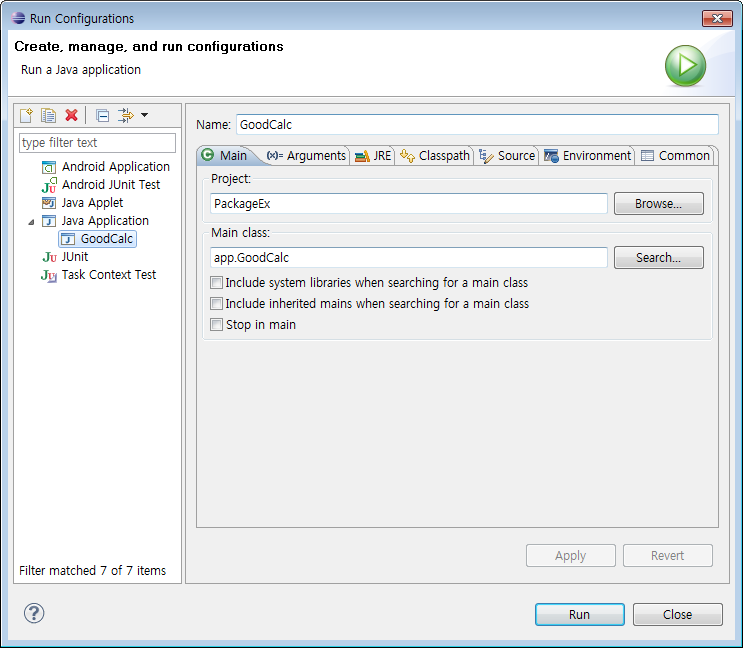 Run Configurations
Create, manage, and run configurations
Run a Java application
type filter text
Android Application
Ju Android JUnit Test
Java Applet
Java Application
GoodCalc
Ju JUnit
Ju Task Context Test
Filter matched 7 of 7 items
Name: GoodCalc
Main (x)= Arguments JRE Classpath Source Environment Common
Project:
PackageEx Browse...
Main class:
app.GoodCalc Search...
Include system libraries when searching for a main class
Include inherited mains when searching for a main class
Stop in main
Apply Revert
? Run Close